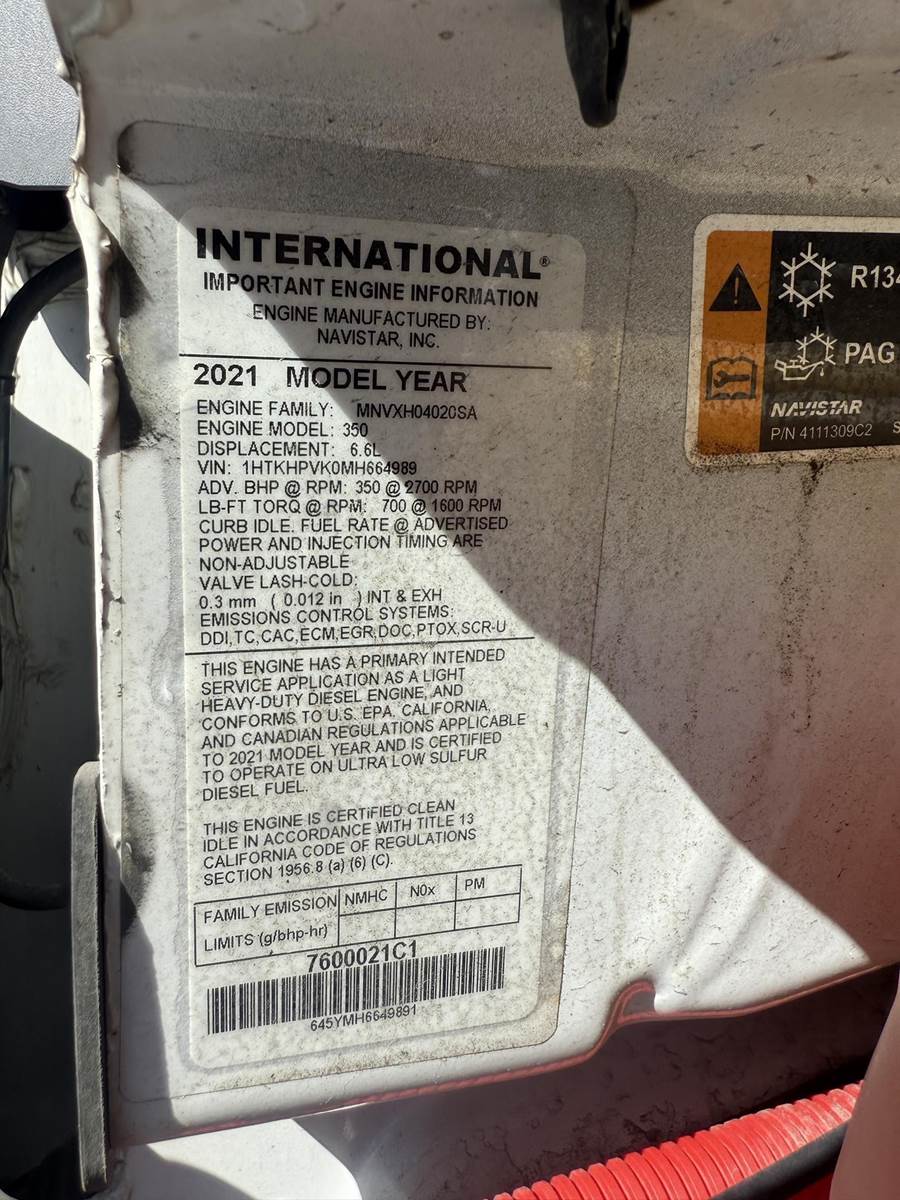 INTERNATIONAL®
IMPORTANT ENGINE INFORMATION
ENGINE MANUFACTURED BY:
NAVISTAR, INC.
2021 MODEL YEAR
ENGINE FAMILY: MNVXH04020SA
ENGINE MODEL: 350
DISPLACEMENT: 6.6L
VIN: 1HTKHPVK0MH664989
ADV. BHP @ RPM: 350 @ 2700 RPM
LB-FT TORQ @ RPM: 700 @ 1600 RPM
CURB IDLE, FUEL RATE @ ADVERTISED
POWER AND INJECTION TIMING ARE
NON-ADJUSTABLE
VALVE LASH-COLD:
0.3 mm ( 0.012 in ) INT & EXH
EMISSIONS CONTROL SYSTEMS:
DDI,TC,CAC,ECM,EGR,DOC,PTOX,SCR-U
THIS ENGINE HAS A PRIMARY INTENDED
SERVICE APPLICATION AS A LIGHT
HEAVY-DUTY DIESEL ENGINE, AND
CONFORMS TO U.S. EPA, CALIFORNIA,
AND CANADIAN REGULATIONS APPLICABLE
TO 2021 MODEL YEAR AND IS CERTIFIED
TO OPERATE ON ULTRA LOW SULFUR
DIESEL FUEL.
THIS ENGINE IS CERTIFIED CLEAN
IDLE IN ACCORDANCE WITH TITLE 13
CALIFORNIA CODE OF REGULATIONS
SECTION 1956.8 (a) (6) (C).
FAMILY EMISSION NMHC N0x PM
LIMITS (g/bhp-hr)
7600021C1
645YMH6649891
R134
PAG
NAVISTAR
P/N 4111309C2 S